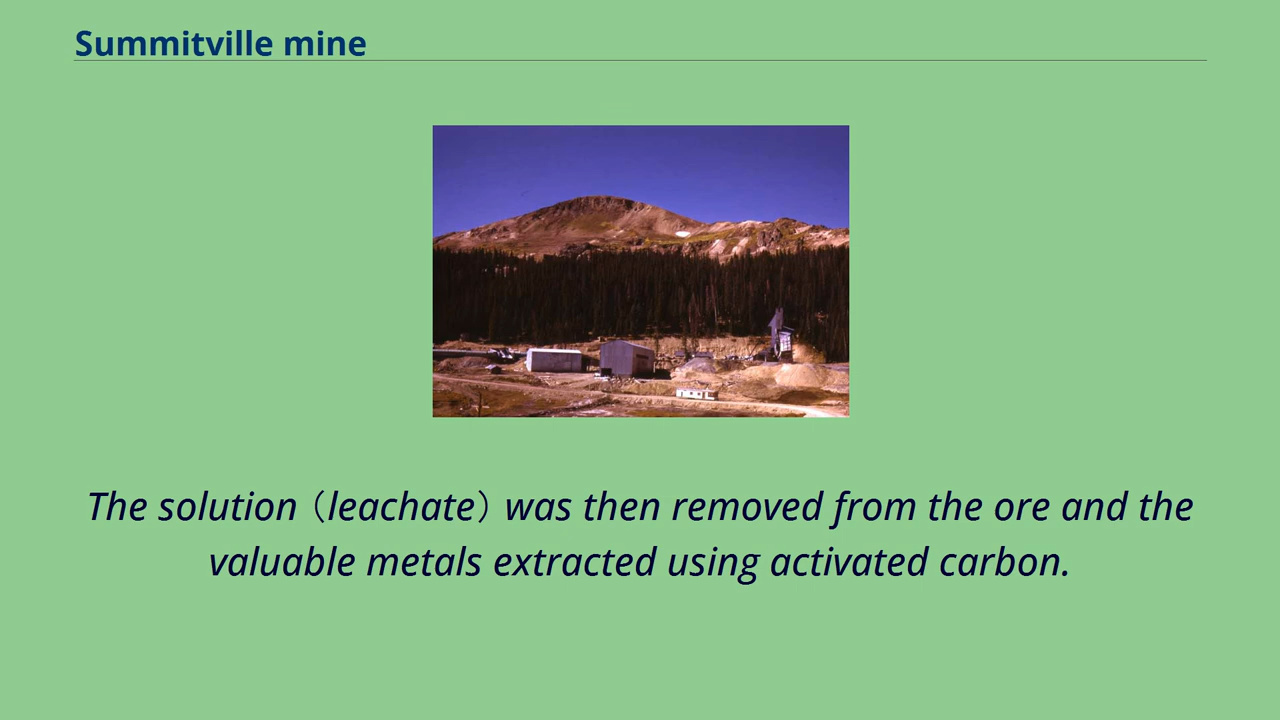 Summitville mine
The solution (leachate) was then removed from the ore and the
valuable metals extracted using activated carbon.